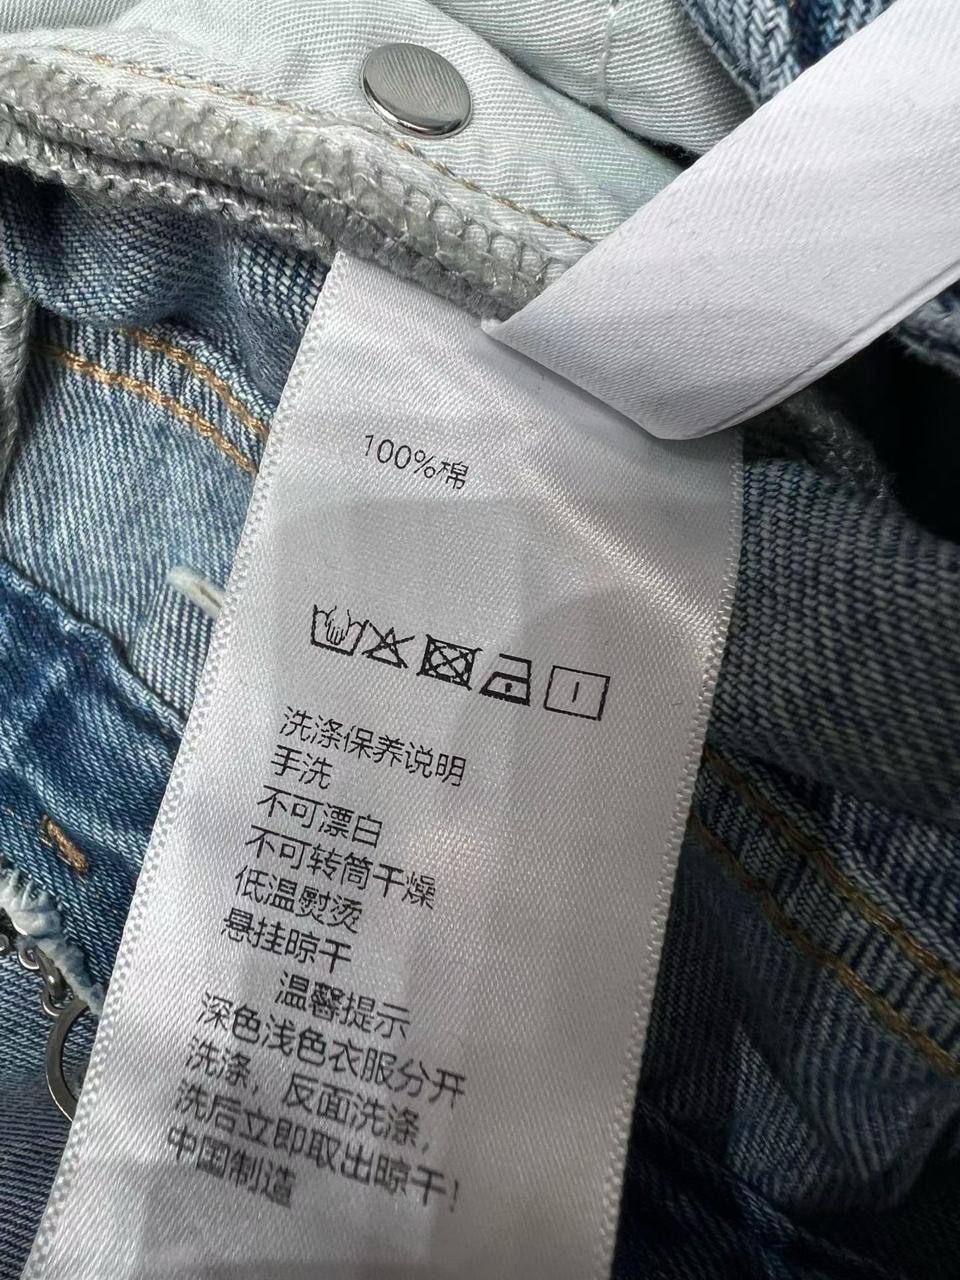 100%棉
洗涤保养说明
手洗
不可漂白
不可转筒干燥
低温熨烫
悬挂晾干
温馨提示
深色浅色衣服分开
洗涤，反面洗涤，
洗后立即取出晾干！
中国制造